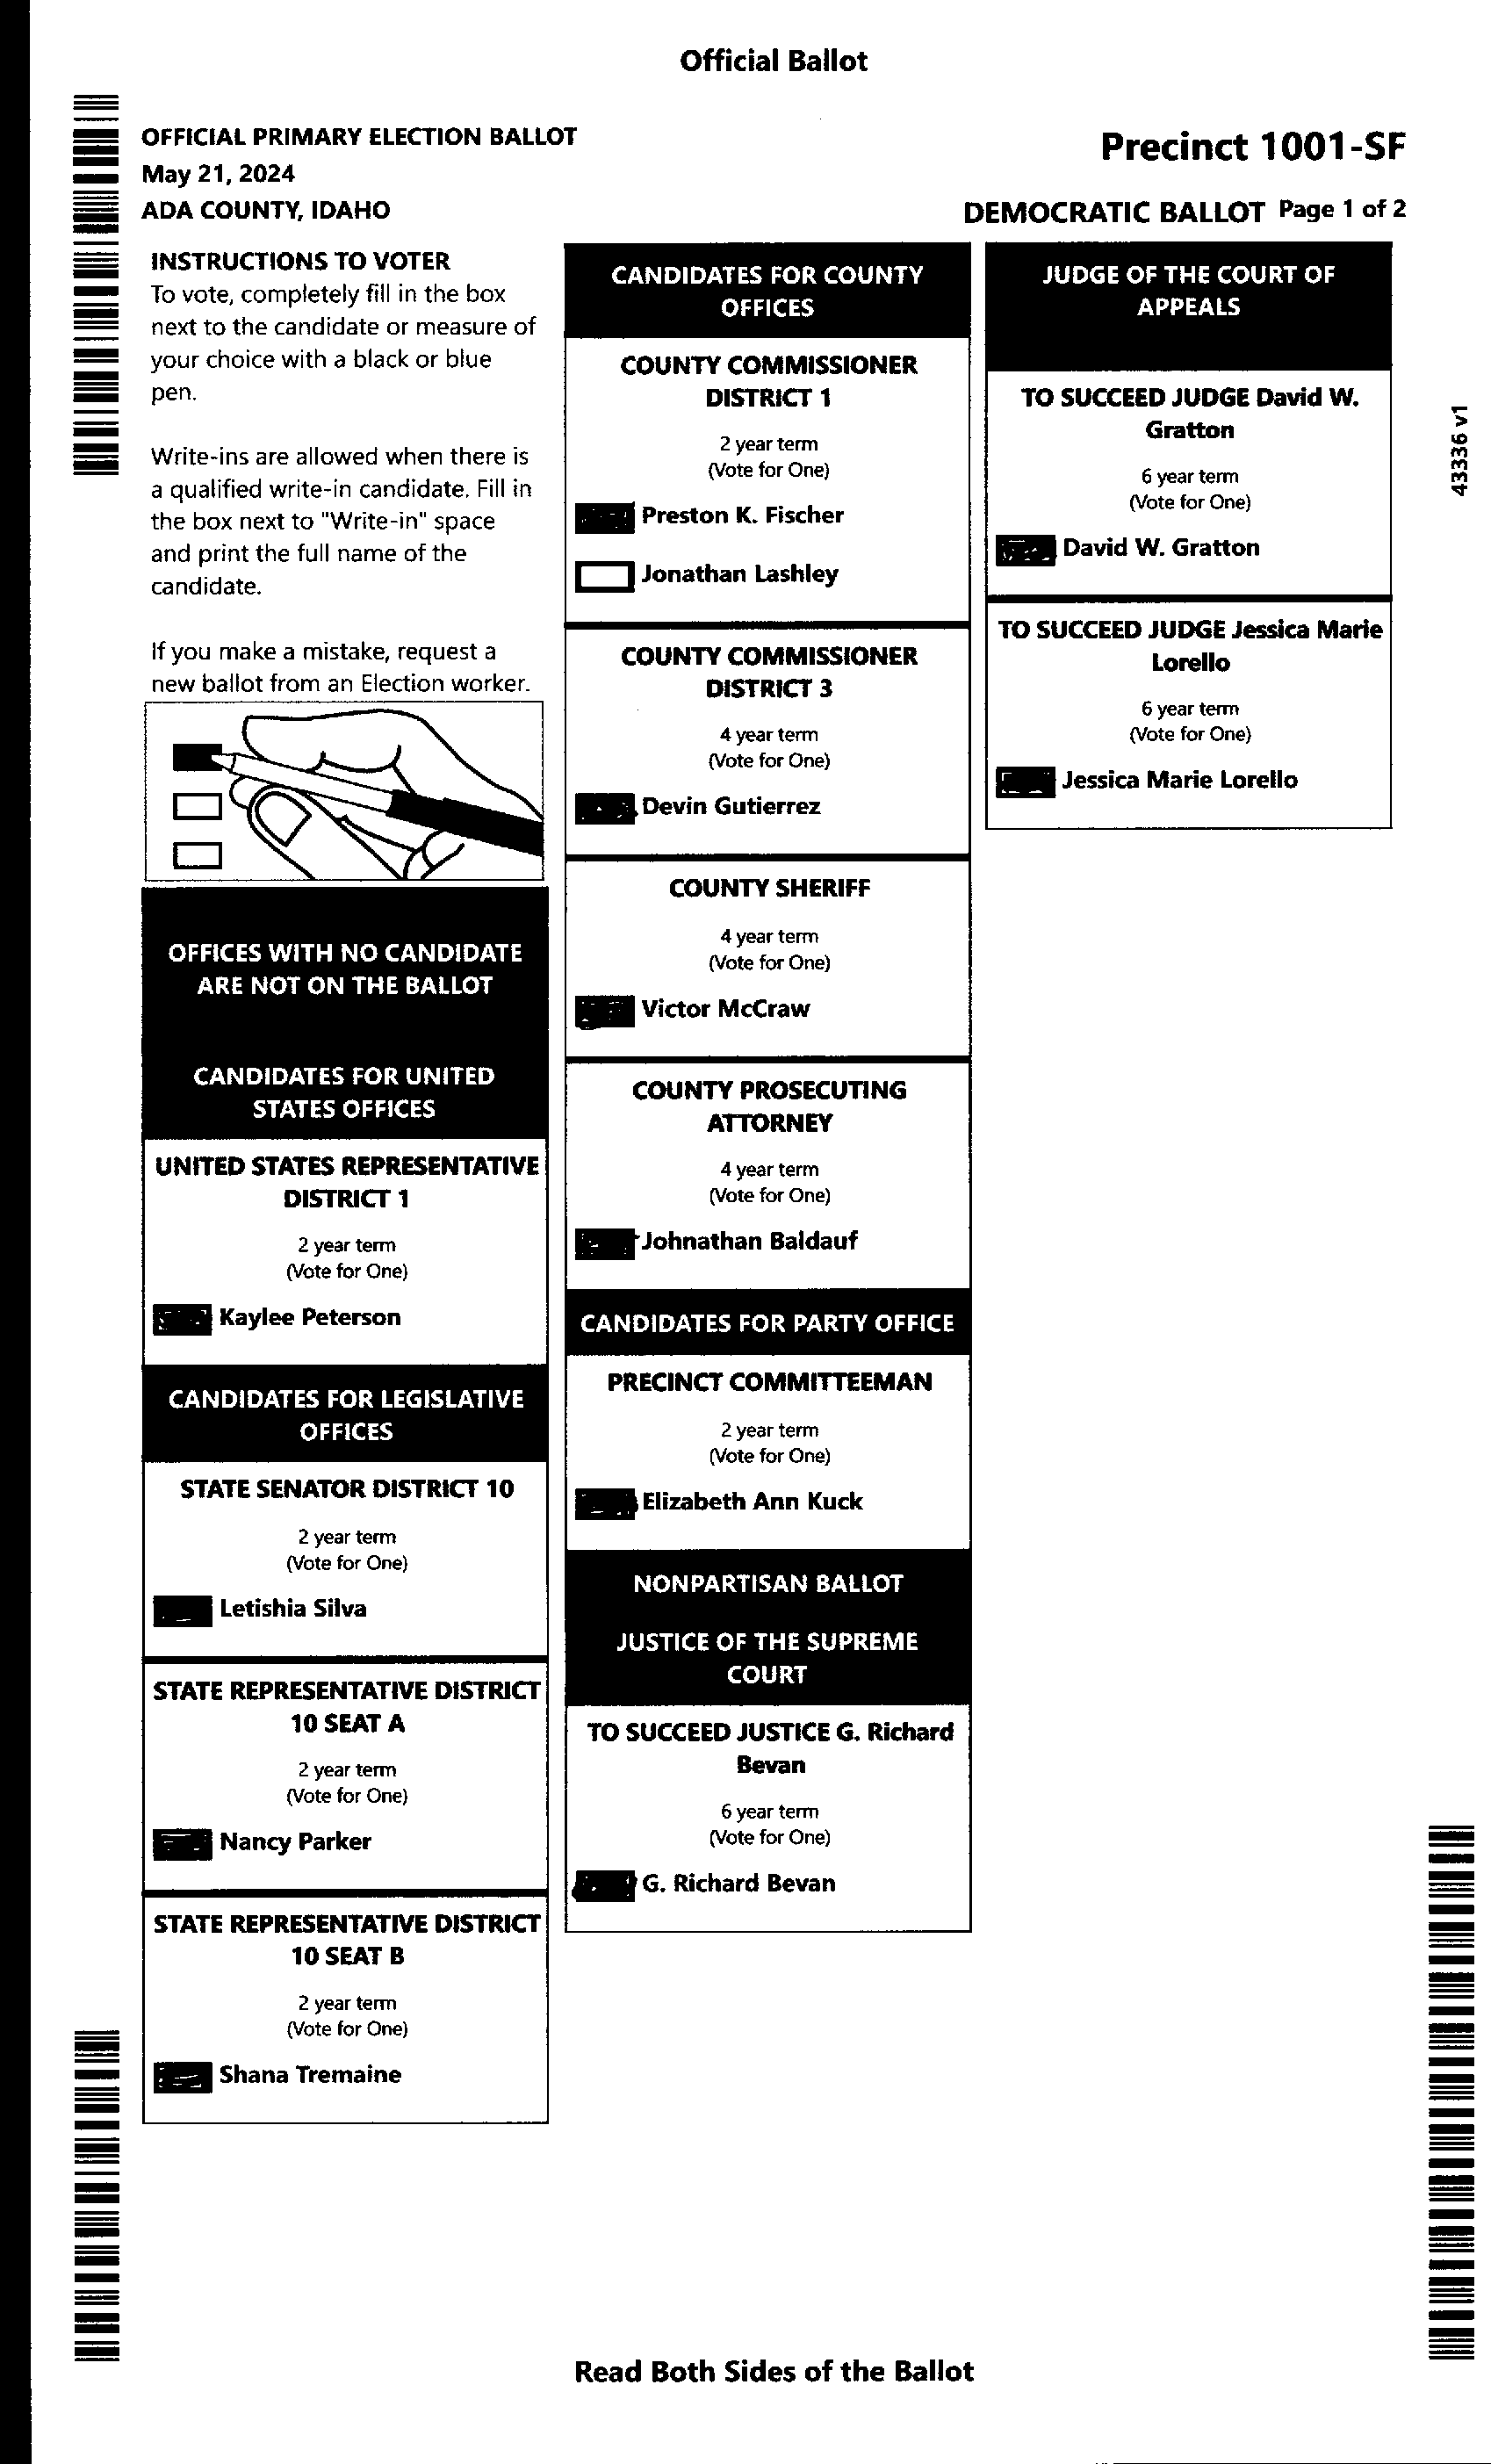 Official Ballot
OFFICIAL PRIMARY ELECTION BALLOT
May 21, 2024
ADA COUNTY, IDAHO
Precinct 1001-SF
DEMOCRATIC BALLOT Page 1 of 2
INSTRUCTIONS TO VOTER
To vote, completely fill in the box
next to the candidate or measure of
your choice with a black or blue
pen.
Write-ins are allowed when there is
a qualified write-in candidate. Fill in
the box next to "Write-in" space
and print the full name of the
candidate.
If you make a mistake, request a
new ballot from an Election worker.
OFFICES WITH NO CANDIDATE
ARE NOT ON THE BALLOT
CANDIDATES FOR UNITED
STATES OFFICES
UNITED STATES REPRESENTATIVE
DISTRICT 1
2 year term
(Vote for One)
Kaylee Peterson
CANDIDATES FOR LEGISLATIVE
OFFICES
STATE SENATOR DISTRICT 10
2 year term
(Vote for One)
Letishia Silva
STATE REPRESENTATIVE DISTRICT
10 SEAT A
2 year term
(Vote for One)
Nancy Parker
STATE REPRESENTATIVE DISTRICT
10 SEAT B
2 year term
(Vote for One)
Shana Tremaine
CANDIDATES FOR COUNTY
OFFICES
COUNTY COMMISSIONER
DISTRICT 1
2 year term
(Vote for One)
Preston K. Fischer
Jonathan Lashley
COUNTY COMMISSIONER
DISTRICT 3
4 year term
(Vote for One)
Devin Gutierrez
COUNTY SHERIFF
4 year term
(Vote for One)
Victor McCraw
COUNTY PROSECUTING
ATTORNEY
4 year term
(Vote for One)
Johnathan Baldauf
CANDIDATES FOR PARTY OFFICE
PRECINCT COMMITTEEMAN
2 year term
(Vote for One)
Elizabeth Ann Kuck
NONPARTISAN BALLOT
JUSTICE OF THE SUPREME
COURT
TO SUCCEED JUSTICE G. Richard
Bevan
6 year term
(Vote for One)
G. Richard Bevan
JUDGE OF THE COURT OF
APPEALS
TO SUCCEED JUDGE David W.
Gratton
6 year term
(Vote for One)
David W. Gratton
TO SUCCEED JUDGE Jessica Marie
Lorello
6 year term
(Vote for One)
Jessica Marie Lorello
43336 v1
Read Both Sides of the Ballot